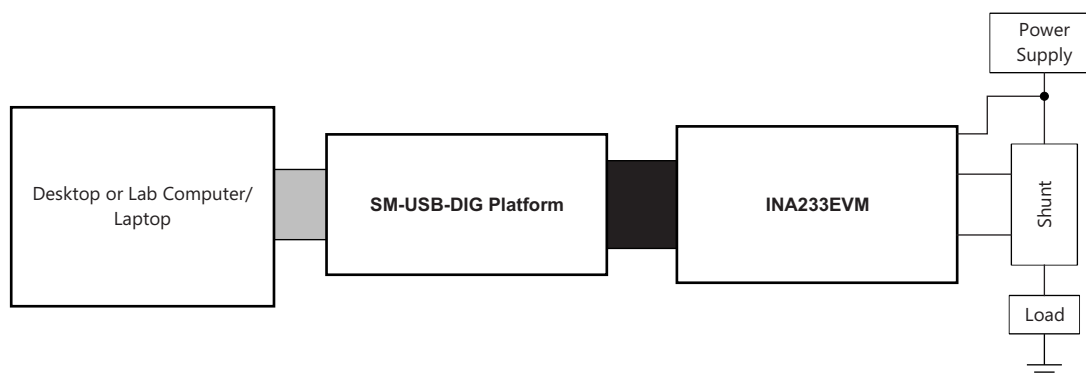 Power
Supply
Desktop or Lab Computer/
Laptop
SM-USB-DIG Platform
INA233EVM
Shunt
Load